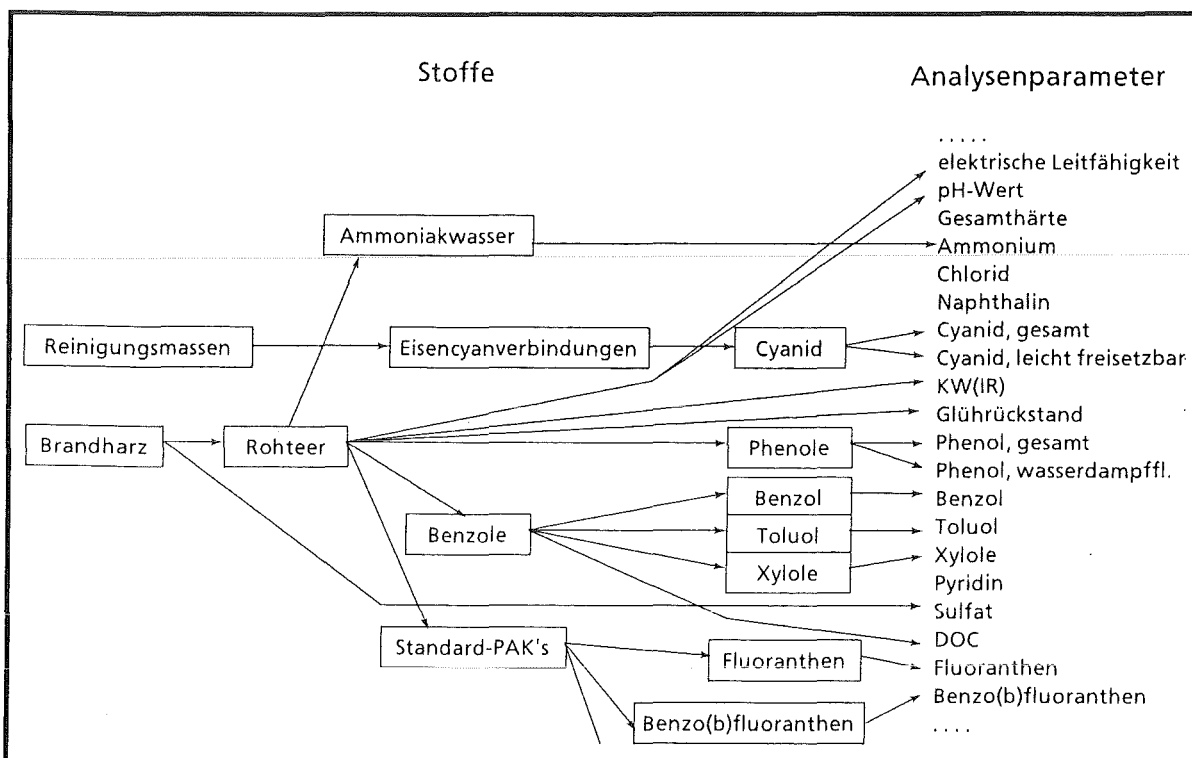 Stoffe
Analysenparameter
.....
elektrische Leitfähigkeit
pH-Wert
Gesamthärte
Ammoniakwasser
Ammonium
Chlorid
Naphthalin
Reinigungsmassen
Eisencyanverbindungen
Cyanid
Cyanid, gesamt
Cyanid, leicht freisetzbar
KW(IR)
Glührückstand
Brandharz
Rohteer
Phenole
Phenol, gesamt
Phenol, wasserdampffl.
Benzol
Benzol
Benzole
Toluol
Toluol
Xylole
Xylole
Pyridin
Sulfat
Standard-PAK's
DOC
Fluoranthen
Fluoranthen
Benzo(b)fluoranthen
Benzo(b)fluoranthen
....